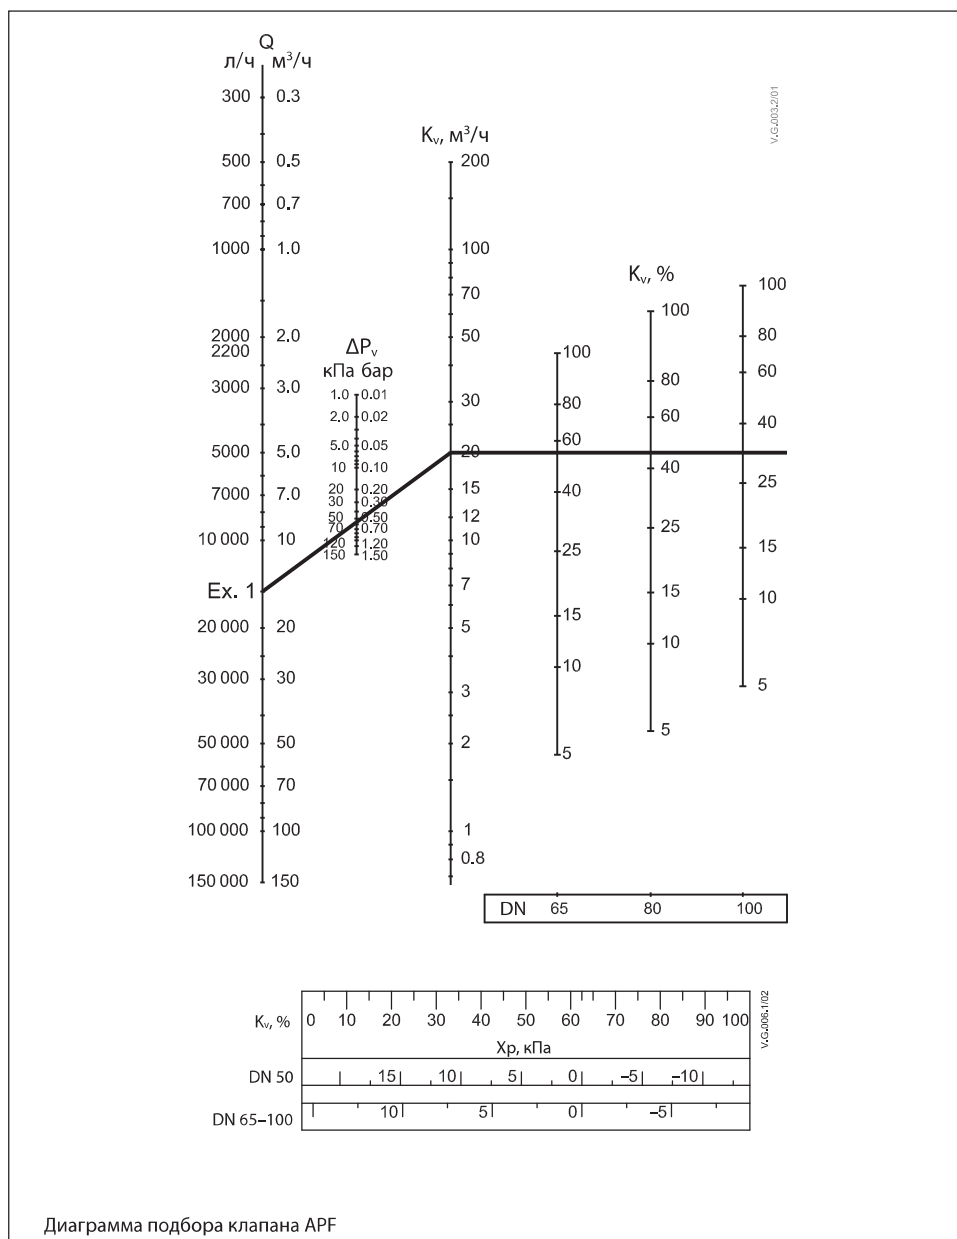 Q
л/ч м³/ч
300 0.3
500 0.5
700 0.7
1000 1.0
2000 2.0
2200
3000 3.0
5000 5.0
7000 7.0
10 000 10
Ex. 1
20 000 20
30 000 30
50 000 50
70 000 70
100 000 100
150 000 150
ΔPᵥ
кПа бар
1.0 0.01
2.0 0.02
5.0 0.05
10 0.10
20 0.20
30 0.30
50 0.50
70 0.70
120 1.20
150 1.50
Kᵥ, м³/ч
200
100
70
50
30
20
15
12
10
7
5
3
2
1
0.8
Kᵥ, %
100
80
60
40
25
15
10
5
100
80
60
40
25
15
10
5
100
80
60
40
25
15
10
5
DN 65 80 100
V.G.003.2/01
Kᵥ, % 0 10 20 30 40 50 60 70 80 90 100
Xp, кПа
DN 50 15 10 5 0 –5 –10
DN 65–100 10 5 0 –5
V.G.006.1/02
Диаграмма подбора клапана APF